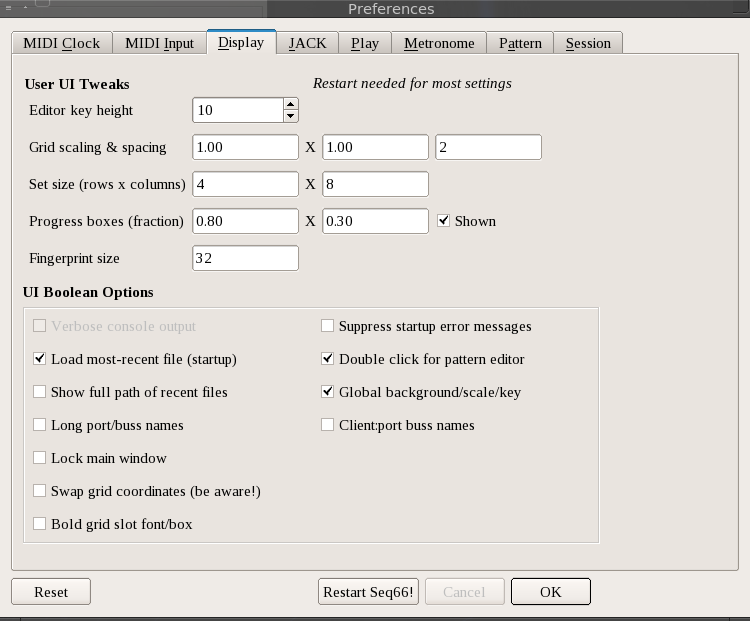 Preferences
MIDI Clock MIDI Input Display JACK Play Metronome Pattern Session
User UI Tweaks Restart needed for most settings
Editor key height 10
Grid scaling & spacing 1.00 X 1.00 2
Set size (rows x columns) 4 X 8
Progress boxes (fraction) 0.80 X 0.30 Shown
Fingerprint size 32
UI Boolean Options
Verbose console output Suppress startup error messages
Load most-recent file (startup) Double click for pattern editor
Show full path of recent files Global background/scale/key
Long port/buss names Client:port buss names
Lock main window
Swap grid coordinates (be aware!)
Bold grid slot font/box
Reset Restart Seq66! Cancel OK